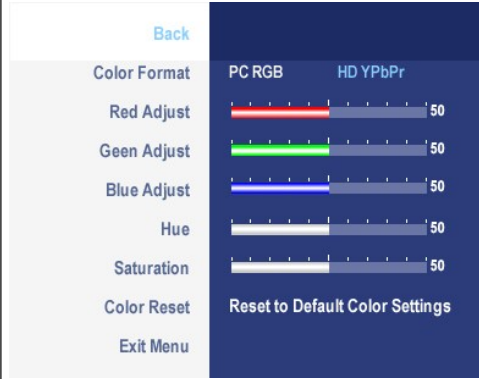 Back
Color Format PC RGB HD YPbPr
Red Adjust 50
Geen Adjust 50
Blue Adjust 50
Hue 50
Saturation 50
Color Reset Reset to Default Color Settings
Exit Menu